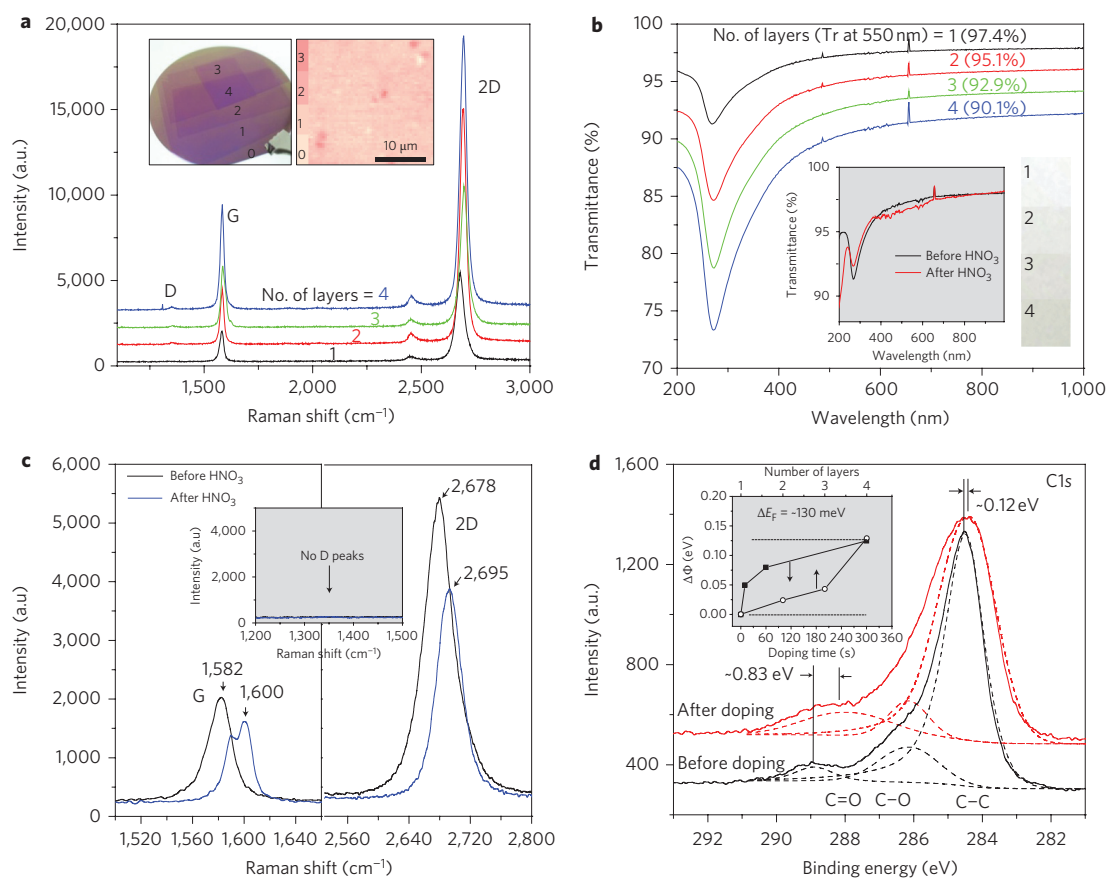 a
20,000
15,000
10,000
5,000
0
Intensity (a.u.)
3
4
2
1
0
3
2
1
0
10 μm
2D
G
D
No. of layers = 4
3
2
1
1,500
2,000
2,500
3,000
Raman shift (cm⁻¹)
b
100
95
90
85
80
75
70
Transmittance (%)
No. of layers (Tr at 550 nm) = 1 (97.4%)
2 (95.1%)
3 (92.9%)
4 (90.1%)
100
95
90
Transmittance (%)
Before HNO₃
After HNO₃
200
400
600
800
Wavelength (nm)
1
2
3
4
200
400
600
800
1,000
Wavelength (nm)
c
6,000
5,000
4,000
3,000
2,000
1,000
0
Intensity (a.u)
Before HNO₃
After HNO₃
2,678
2D
2,695
4,000
2,000
0
Intensity (a.u)
No D peaks
1,200
1,300
1,400
1,500
Raman shift (cm⁻¹)
1,582
G
1,600
1,520
1,560
1,600
1,640
2,560
2,640
2,720
2,800
Raman shift (cm⁻¹)
d
1,600
1,200
800
400
Intensity (a.u.)
C1s
~0.12 eV
Number of layers
1
2
3
4
0.20
0.15
0.10
0.05
0.00
ΔΦ (eV)
ΔE_F = -130 meV
0
60
120
180
240
300
360
Doping time (s)
~0.83 eV
After doping
Before doping
C=O
C–O
C–C
292
290
288
286
284
282
Binding energy (eV)